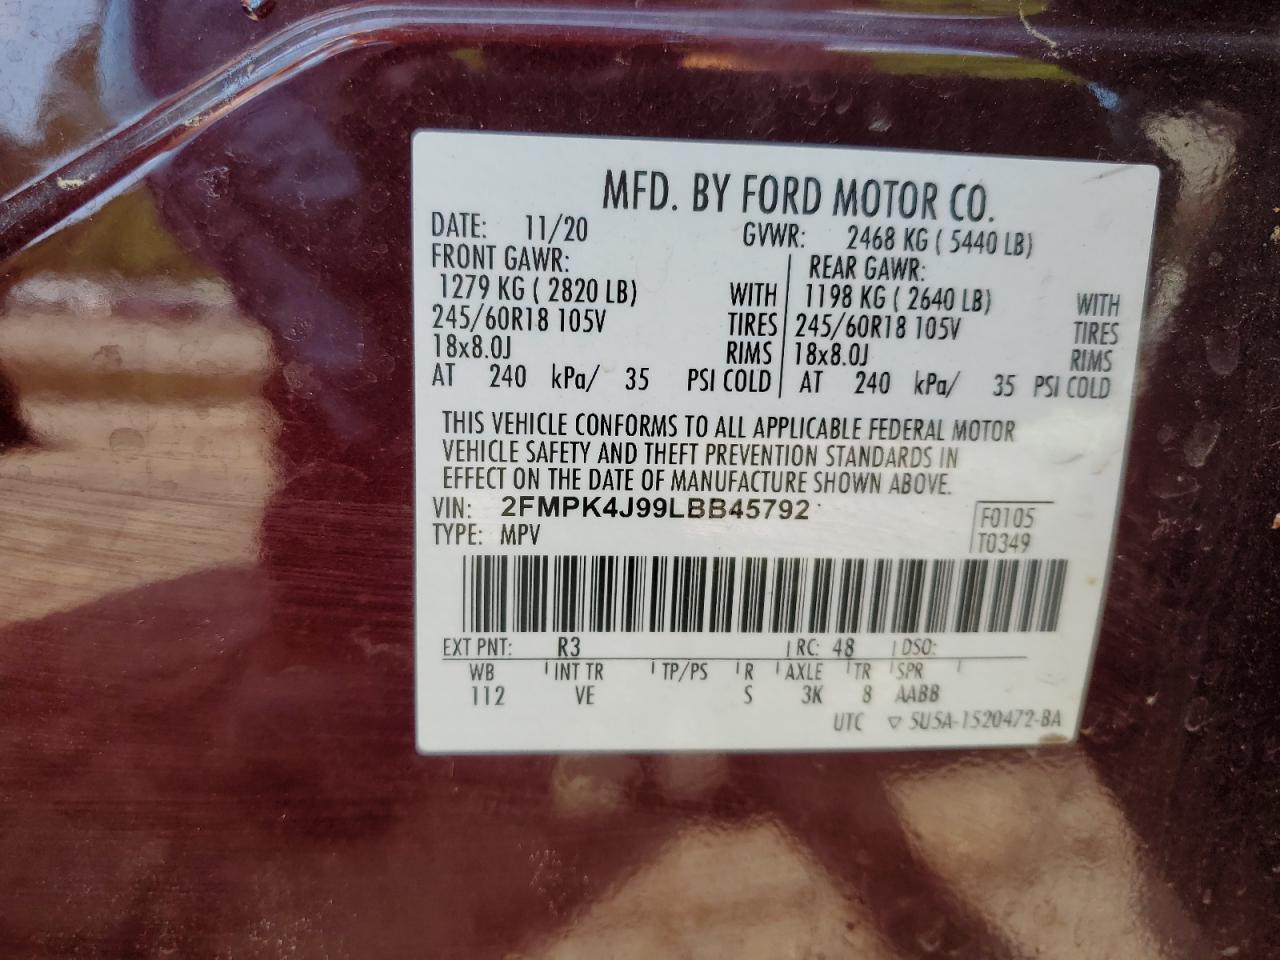 MFD. BY FORD MOTOR CO.
DATE: 11/20 GVWR: 2468 KG ( 5440 LB)
FRONT GAWR: REAR GAWR:
1279 KG ( 2820 LB) WITH 1198 KG ( 2640 LB) WITH
245/60R18 105V TIRES 245/60R18 105V TIRES
18x8.0J RIMS 18x8.0J RIMS
AT 240 kPa/ 35 PSI COLD AT 240 kPa/ 35 PSI COLD
THIS VEHICLE CONFORMS TO ALL APPLICABLE FEDERAL MOTOR
VEHICLE SAFETY AND THEFT PREVENTION STANDARDS IN
EFFECT ON THE DATE OF MANUFACTURE SHOWN ABOVE.
VIN: 2FMPK4J99LBB45792 F0105
TYPE: MPV T0349
EXT PNT: R3 RC: 48 DSO:
WB INT TR TP/PS R AXLE TR SPR
112 VE S 3K 8 AABB
UTC ▽ 5U5A-1520472-BA